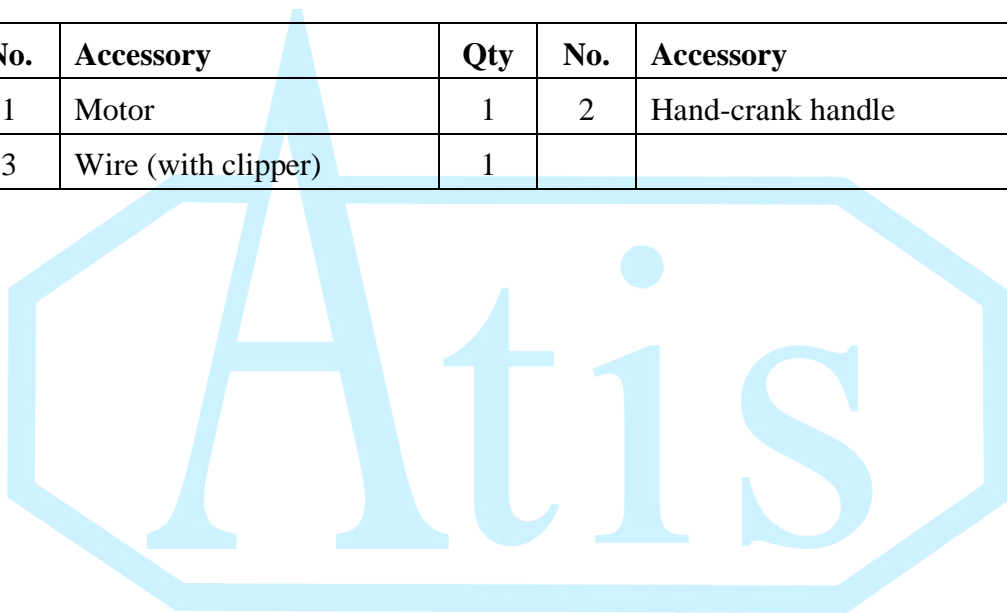 No. Accessory Qty No. Accessory
1 Motor 1 2 Hand-crank handle
3 Wire (with clipper) 1
Atis